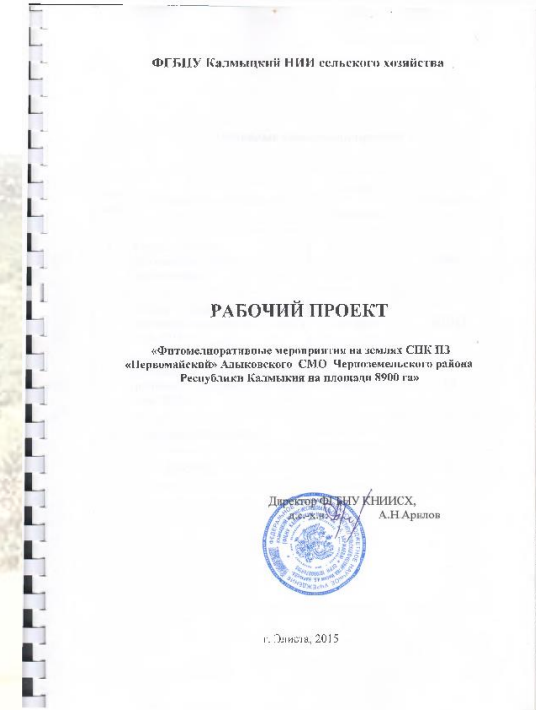 ФГБНУ Калмыцкий НИИ сельского хозяйства
РАБОЧИЙ ПРОЕКТ
«Фитомелиоративные мероприятия на землях СПК ПЗ
«Первомайский» Адыковского СМО Черноземельского района
Республики Калмыкия на площади 8900 га»
Директор ФГБНУ КНИИСХ,
А.Н.Арилов
г. Элиста, 2015